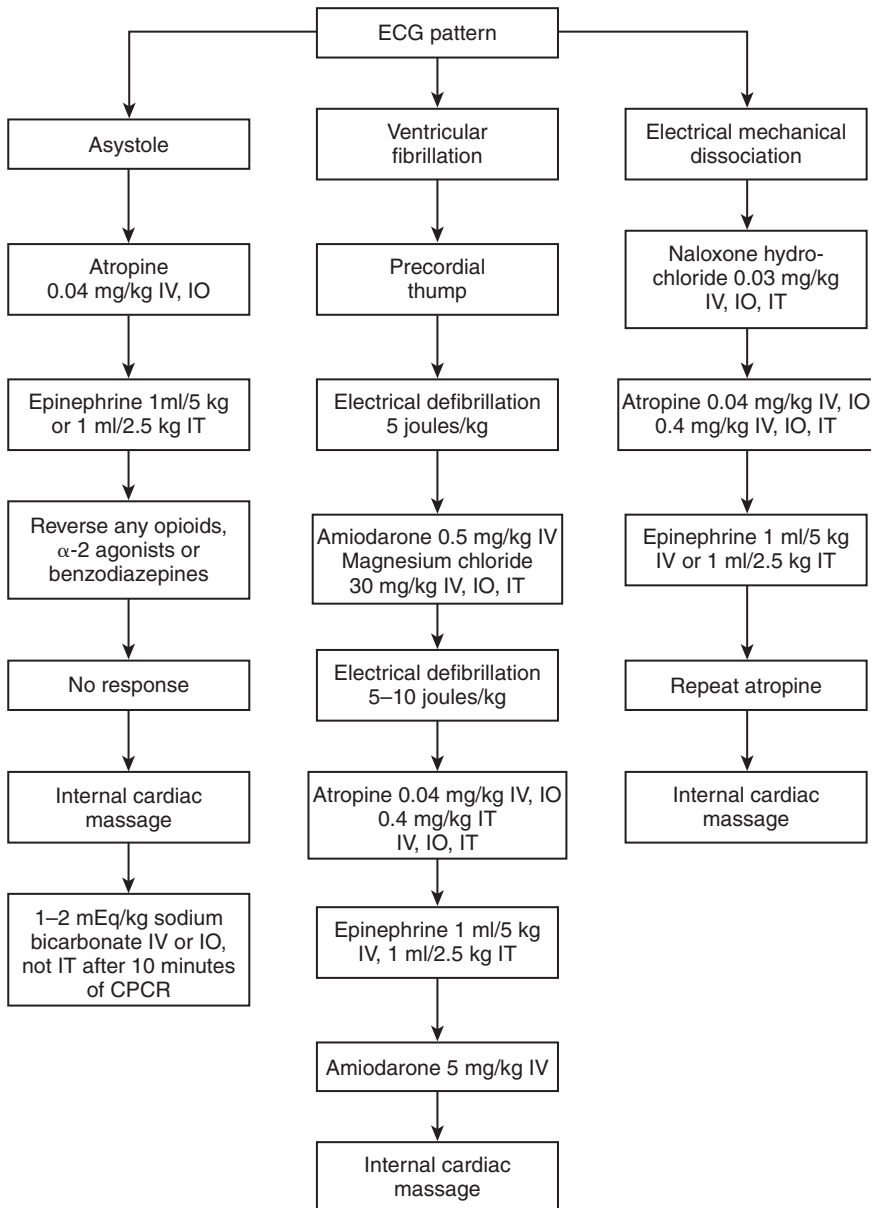 ECG pattern
Asystole
Atropine
0.04 mg/kg IV, IO
Epinephrine 1ml/5 kg
or 1 ml/2.5 kg IT
Reverse any opioids,
α-2 agonists or
benzodiazepines
No response
Internal cardiac
massage
1–2 mEq/kg sodium
bicarbonate IV or IO,
not IT after 10 minutes
of CPCR
Ventricular
fibrillation
Precordial
thump
Electrical defibrillation
5 joules/kg
Amiodarone 0.5 mg/kg IV
Magnesium chloride
30 mg/kg IV, IO, IT
Electrical defibrillation
5–10 joules/kg
Atropine 0.04 mg/kg IV, IO
0.4 mg/kg IT
IV, IO, IT
Epinephrine 1 ml/5 kg
IV, 1 ml/2.5 kg IT
Amiodarone 5 mg/kg IV
Internal cardiac
massage
Electrical mechanical
dissociation
Naloxone hydro-
chloride 0.03 mg/kg
IV, IO, IT
Atropine 0.04 mg/kg IV, IO
0.4 mg/kg IV, IO, IT
Epinephrine 1 ml/5 kg
IV or 1 ml/2.5 kg IT
Repeat atropine
Internal cardiac
massage